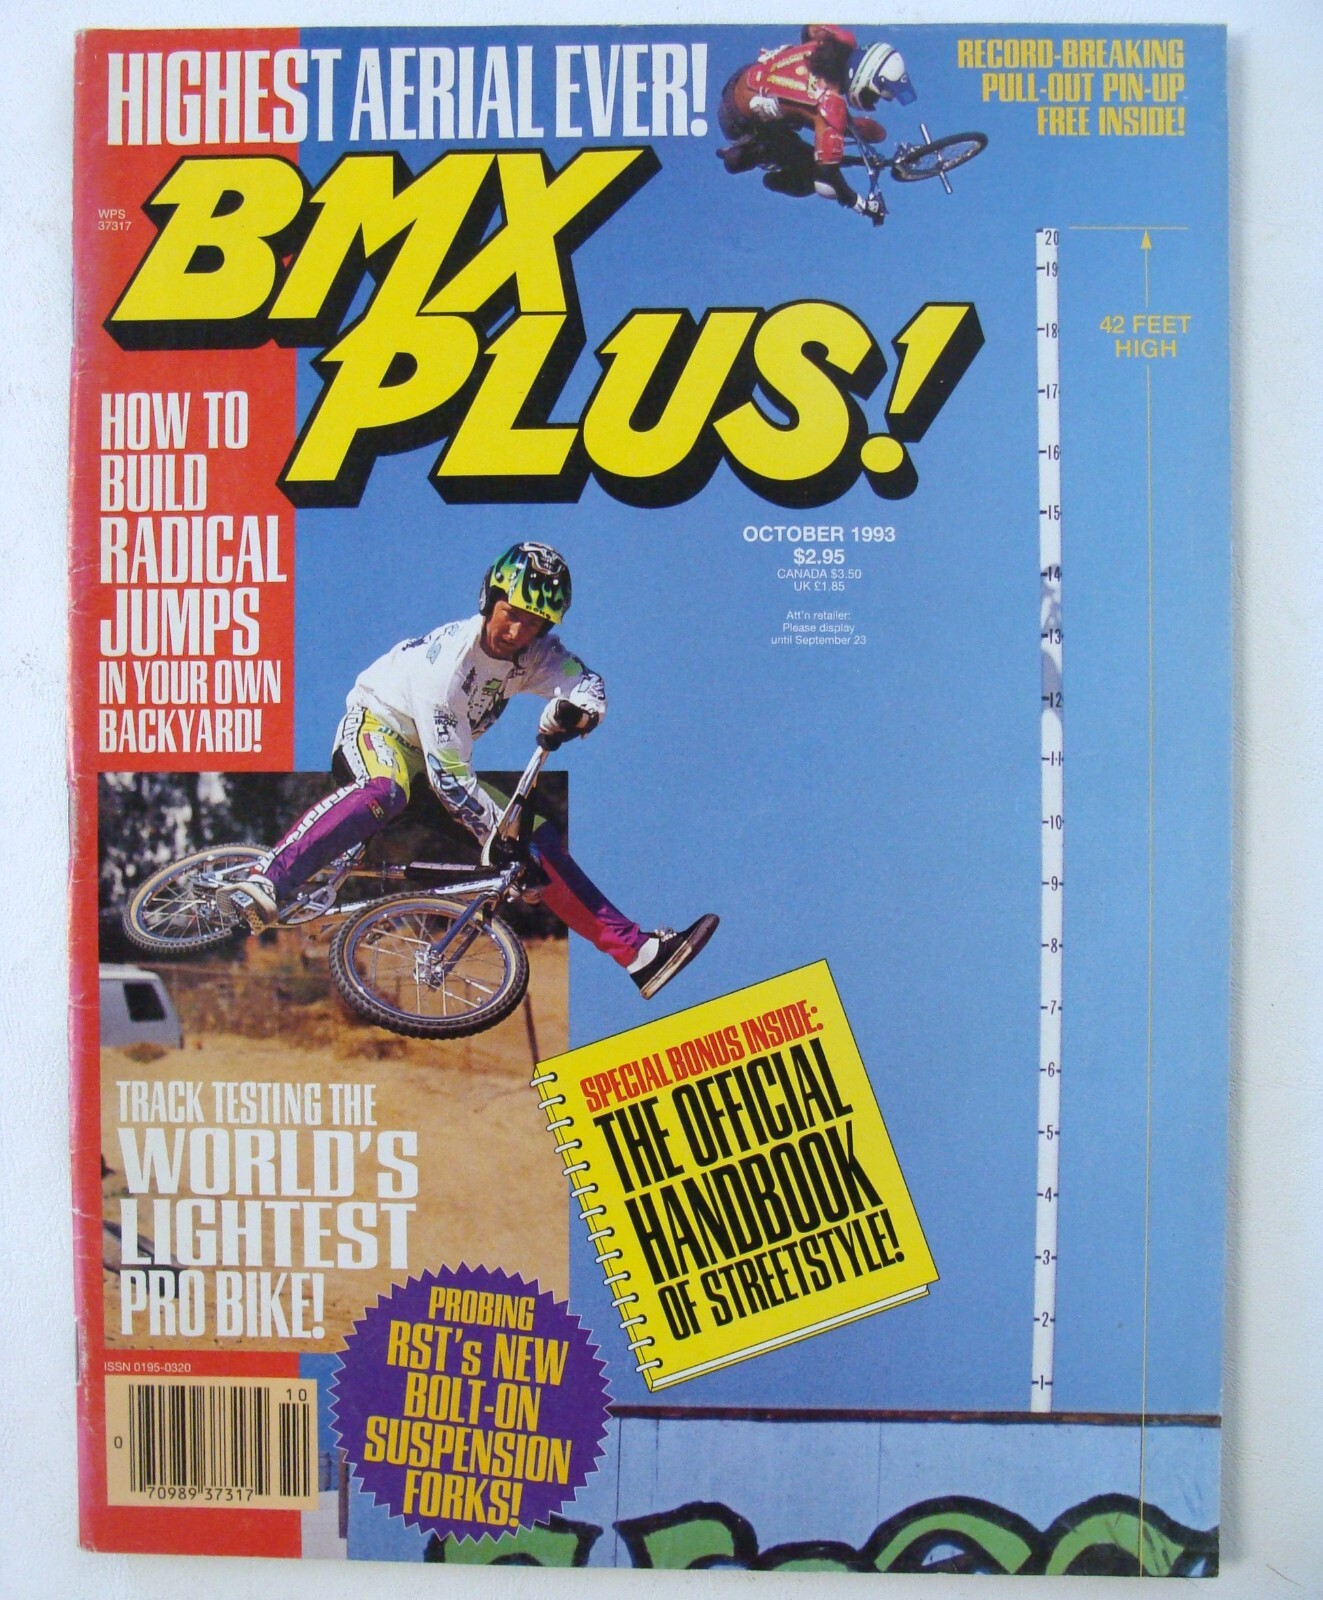 HIGHEST AERIAL EVER!
RECORD-BREAKING
PULL-OUT PIN-UP
FREE INSIDE!
BMX
PLUS!
WPS
37317
42 FEET
HIGH
20
19
18
17
16
15
14
13
12
11
10
9
8
7
6
5
4
3
2
1
HOW TO
BUILD
RADICAL
JUMPS
IN YOUR OWN
BACKYARD!
OCTOBER 1993
$2.95
CANADA $3.50
UK £1.85
Att'n retailer:
Please display
until September 23
SPECIAL BONUS INSIDE:
THE OFFICIAL
HANDBOOK
OF STREETSTYLE!
TRACK TESTING THE
WORLD'S
LIGHTEST
PRO BIKE!
PROBING
RST's NEW
BOLT-ON
SUSPENSION
FORKS!
ISSN 0195-0320
10
0
70989 37317